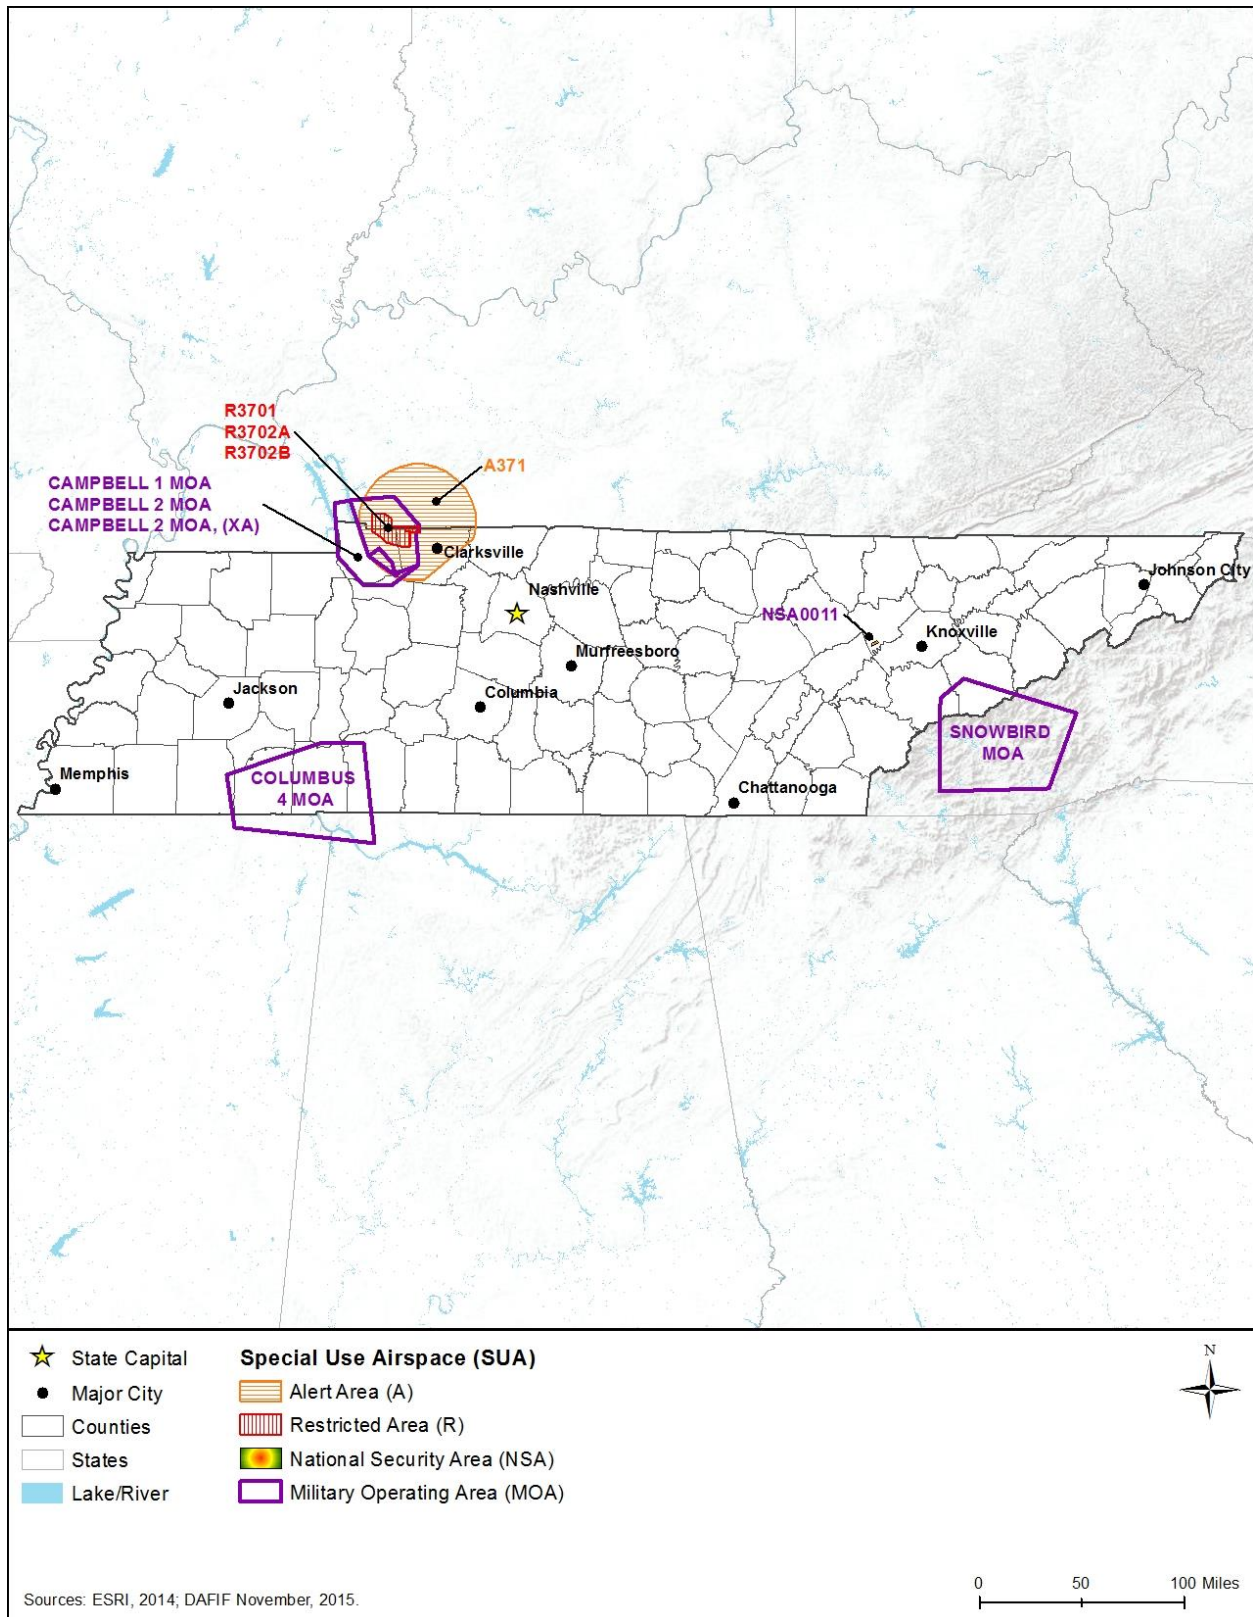 R3701
R3702A
R3702B
A371
CAMPBELL 1 MOA
CAMPBELL 2 MOA
CAMPBELL 2 MOA, (XA)
Clarksville
Johnson City
Nashville
NSA0011
Knoxville
Murfreesboro
Jackson
Columbia
SNOWBIRD
MOA
Memphis
COLUMBUS
4 MOA
Chattanooga
State Capital
Major City
Counties
States
Lake/River
Special Use Airspace (SUA)
Alert Area (A)
Restricted Area (R)
National Security Area (NSA)
Military Operating Area (MOA)
N
Sources: ESRI, 2014; DAFIF November, 2015.
0 50 100 Miles